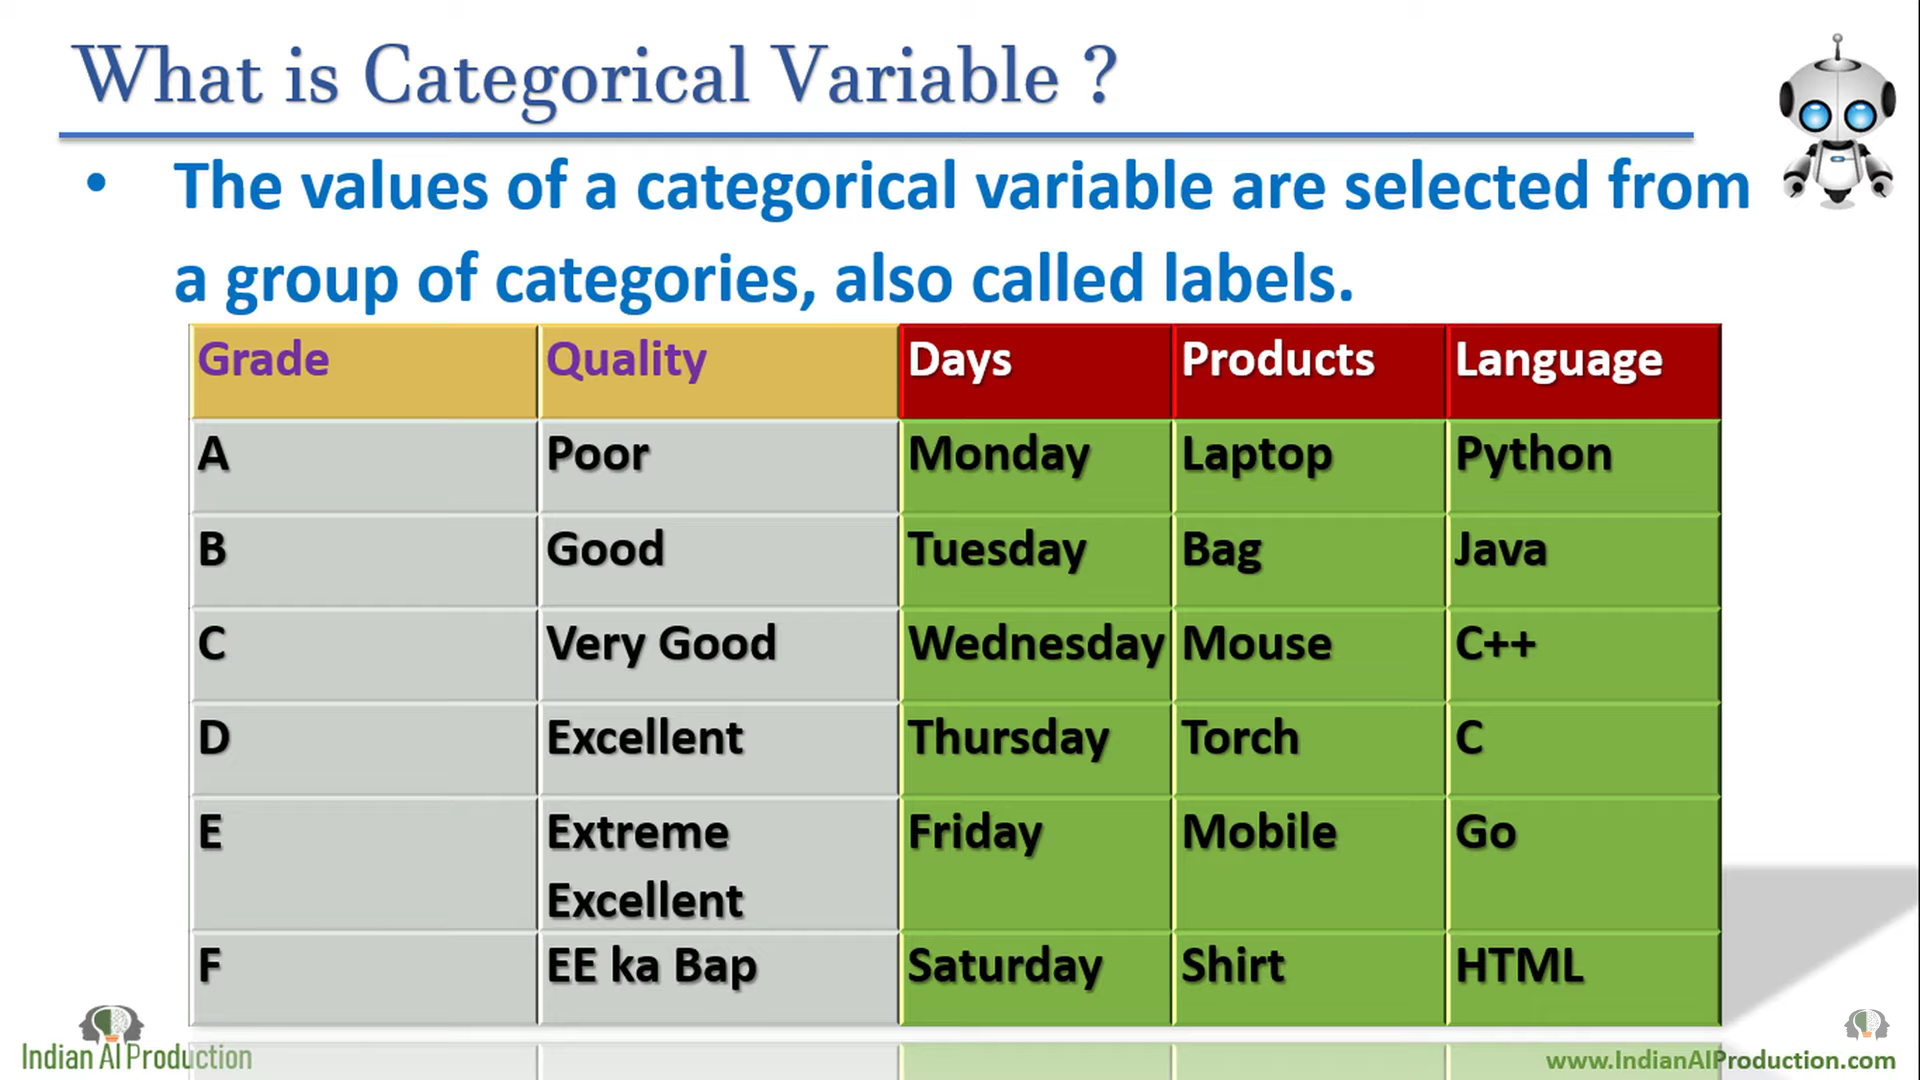 What is Categorical Variable ?
• The values of a categorical variable are selected from
a group of categories, also called labels.
Grade Quality Days Products Language
A Poor Monday Laptop Python
B Good Tuesday Bag Java
C Very Good Wednesday Mouse C++
D Excellent Thursday Torch C
E Extreme Excellent Friday Mobile Go
F EE ka Bap Saturday Shirt HTML
Indian AI Production
www.IndianAIProduction.com